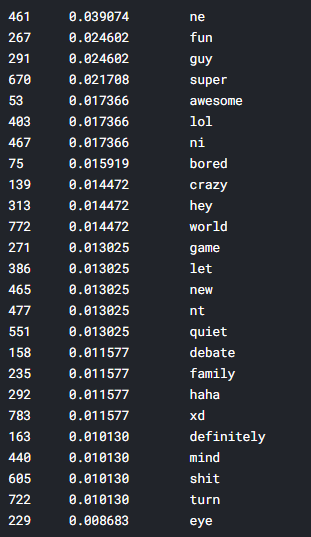 461 0.039074 ne
267 0.024602 fun
291 0.024602 guy
670 0.021708 super
53 0.017366 awesome
403 0.017366 lol
467 0.017366 ni
75 0.015919 bored
139 0.014472 crazy
313 0.014472 hey
772 0.014472 world
271 0.013025 game
386 0.013025 let
465 0.013025 new
477 0.013025 nt
551 0.013025 quiet
158 0.011577 debate
235 0.011577 family
292 0.011577 haha
783 0.011577 xd
163 0.010130 definitely
440 0.010130 mind
605 0.010130 shit
722 0.010130 turn
229 0.008683 eye